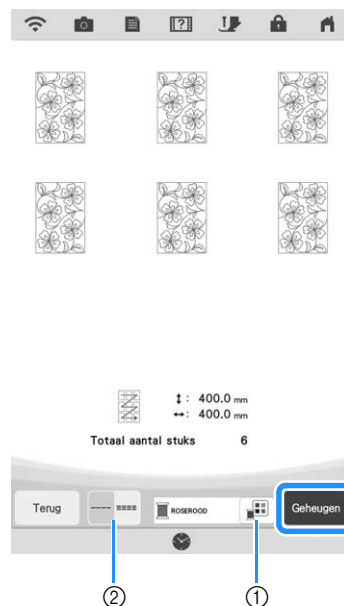 ↕ : 400.0 mm
↔ : 400.0 mm
Totaal aantal stuks 6
Terug ROSEROOD Geheugen
② ①